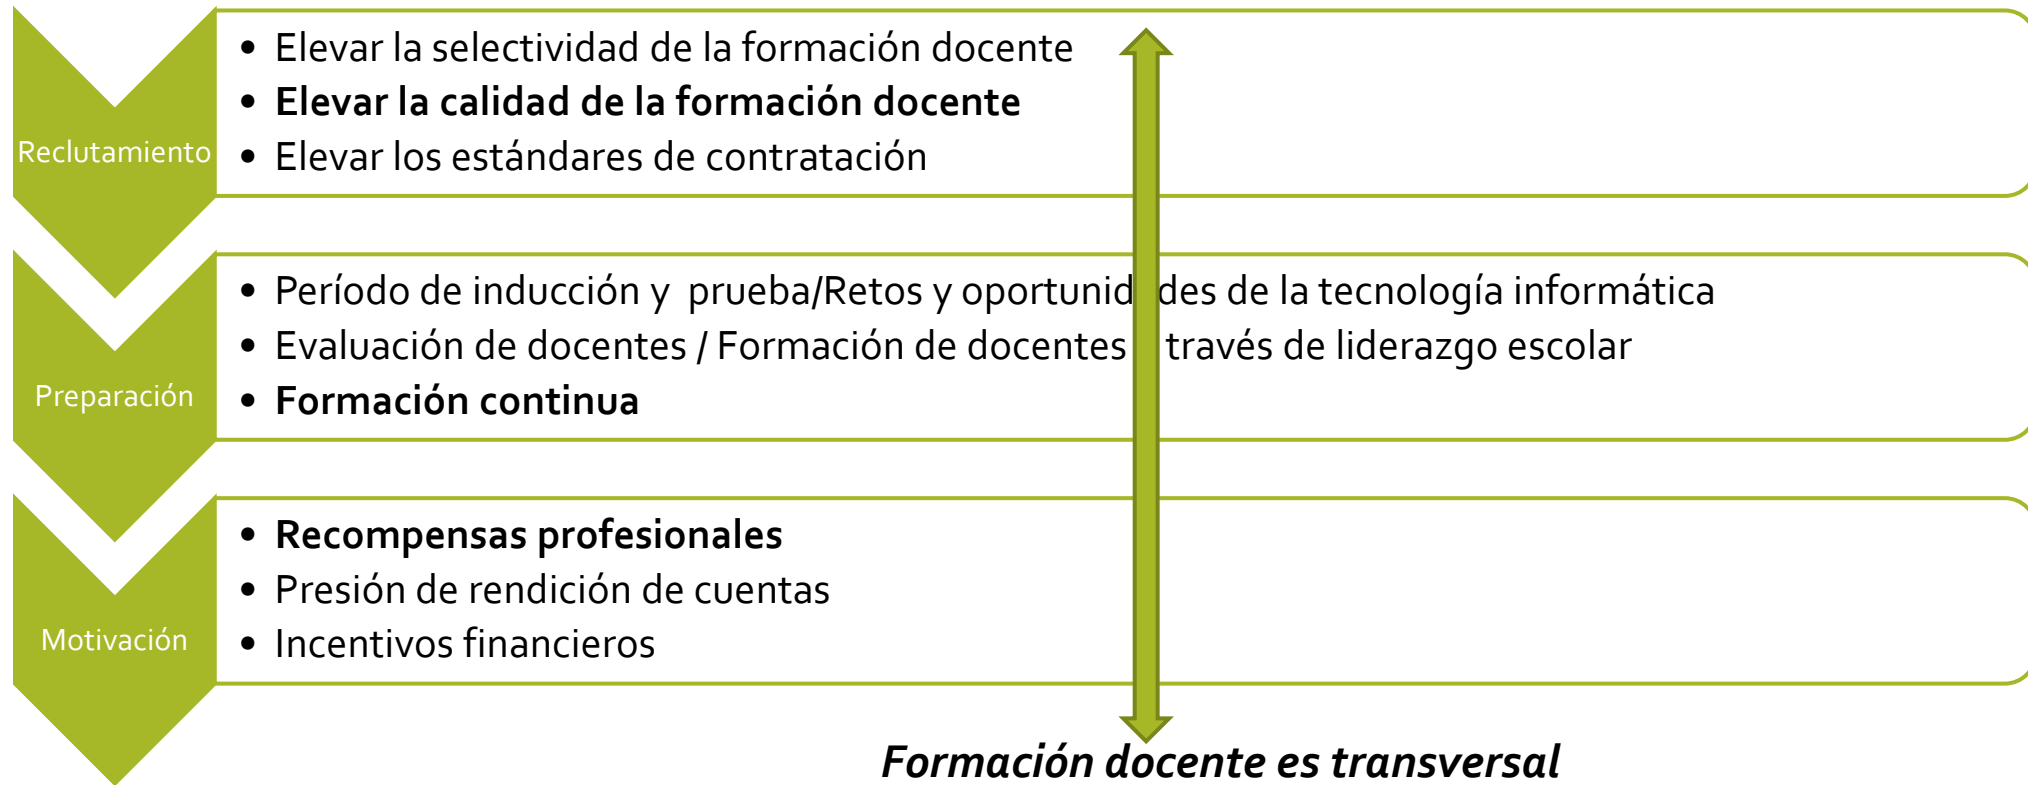 Reclutamiento
• Elevar la selectividad de la formación docente
• Elevar la calidad de la formación docente
• Elevar los estándares de contratación
Preparación
• Período de inducción y prueba/Retos y oportunid des de la tecnología informática
• Evaluación de docentes / Formación de docentes través de liderazgo escolar
• Formación continua
Motivación
• Recompensas profesionales
• Presión de rendición de cuentas
• Incentivos financieros
Formación docente es transversal